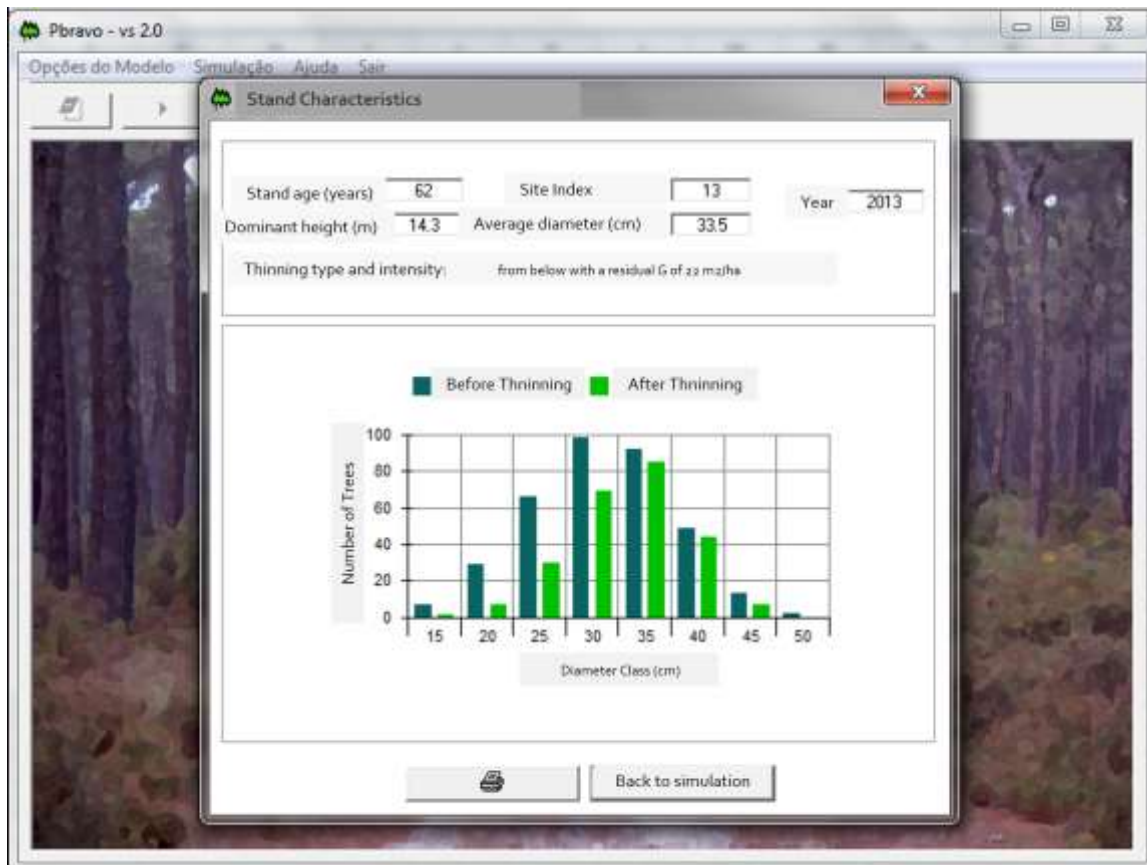 Pbravo - vs 2.0
Opções do Modelo Simulação Ajuda Sair
Stand Characteristics
Stand age (years) 62 Site Index 13 Year 2013
Dominant height (m) 14.3 Average diameter (cm) 33.5
Thinning type and intensity: from below with a residual G of 22 m2/ha
Before Thninning After Thninning
Number of Trees
100
80
60
40
20
0
15 20 25 30 35 40 45 50
Diameter Class (cm)
Back to simulation